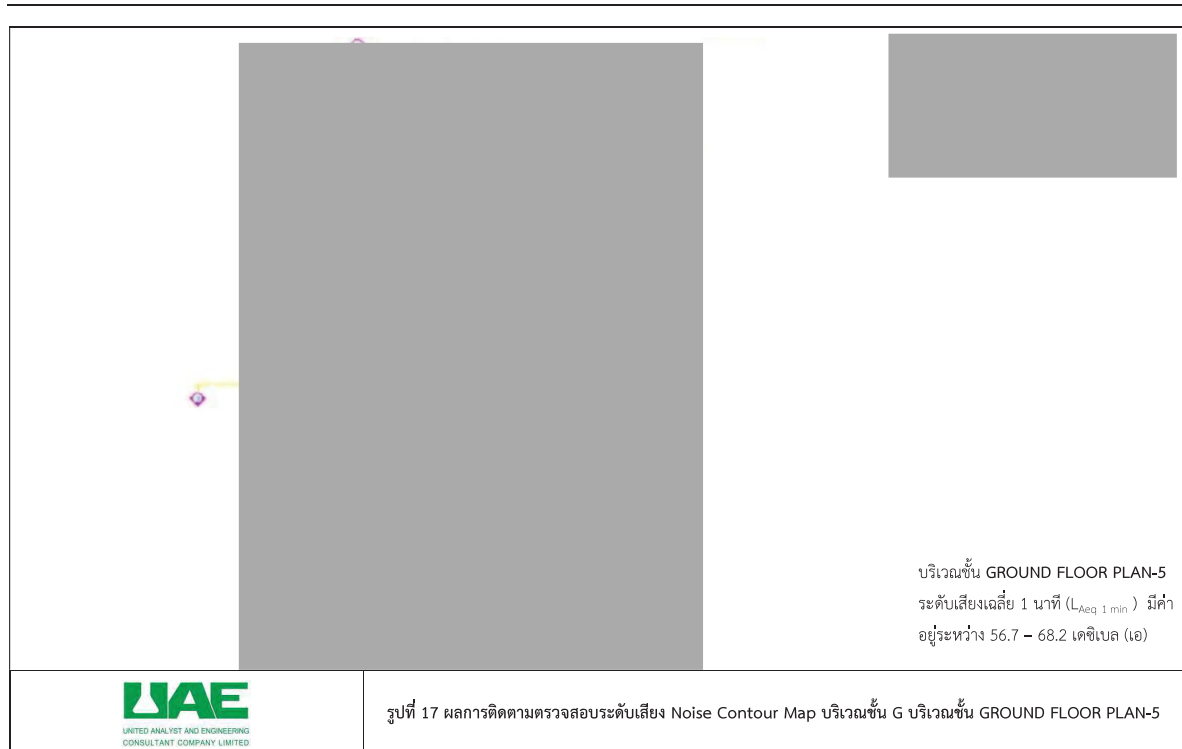 บริเวณชั้น GROUND FLOOR PLAN-5
ระดับเสียงเฉลี่ย 1 นาที (LAeq 1 min ) มีค่า
อยู่ระหว่าง 56.7 – 68.2 เดซิเบล (เอ)
UAE
UNITED ANALYST AND ENGINEERING
CONSULTANT COMPANY LIMITED
รูปที่ 17 ผลการติดตามตรวจสอบระดับเสียง Noise Contour Map บริเวณชั้น G บริเวณชั้น GROUND FLOOR PLAN-5